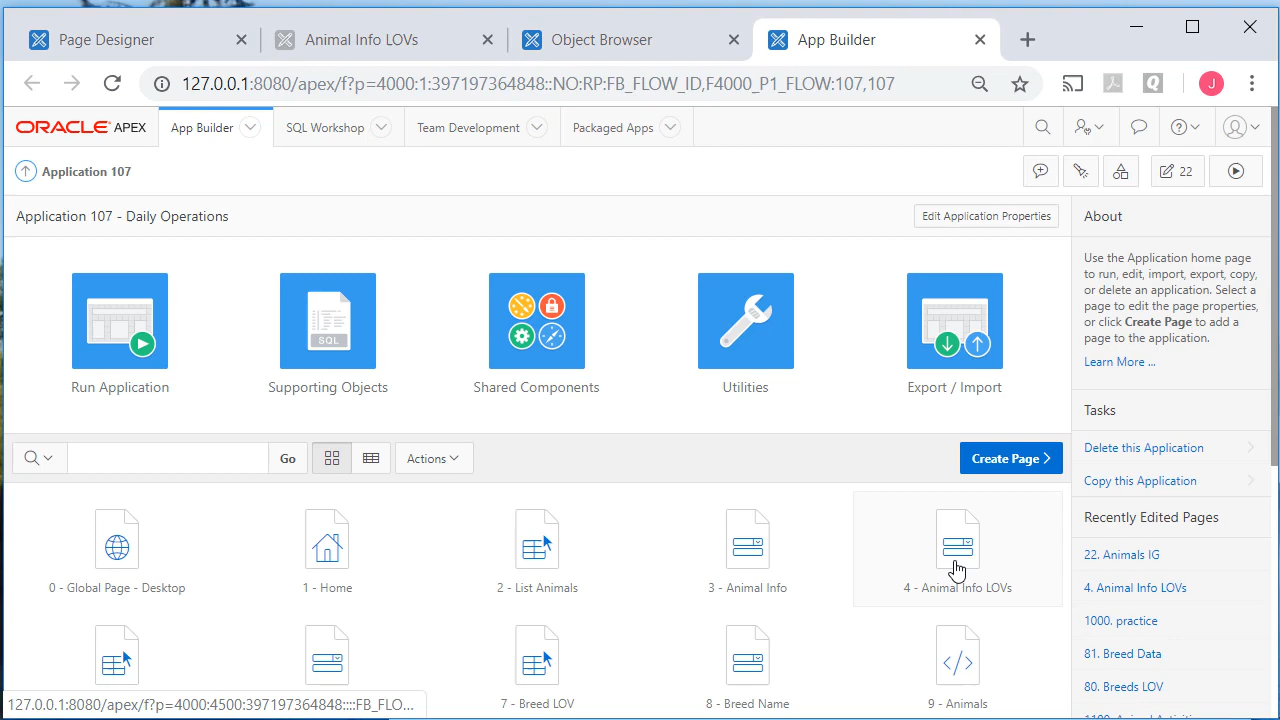 Page Designer
Animal Info LOVs
Object Browser
App Builder
127.0.0.1:8080/apex/f?p=4000:1:397197364848::NO:RP:FB_FLOW_ID,F4000_P1_FLOW:107,107
J
ORACLE APEX
App Builder
SQL Workshop
Team Development
Packaged Apps
Application 107
22
Application 107 - Daily Operations
Edit Application Properties
About
Use the Application home page
to run, edit, import, export, copy,
or delete an application. Select a
page to edit the page properties,
or click Create Page to add a
page to the application.
Learn More ...
SQL
Run Application
Supporting Objects
Shared Components
Utilities
Export / Import
Tasks
Delete this Application
Copy this Application
Go
Actions
Create Page
Recently Edited Pages
22. Animals IG
4. Animal Info LOVs
1000. practice
81. Breed Data
80. Breeds LOV
0 - Global Page - Desktop
1 - Home
2 - List Animals
3 - Animal Info
4 - Animal Info LOVs
7 - Breed LOV
8 - Breed Name
9 - Animals
127.0.0.1:8080/apex/f?p=4000:4500:397197364848::::FB_FLO...